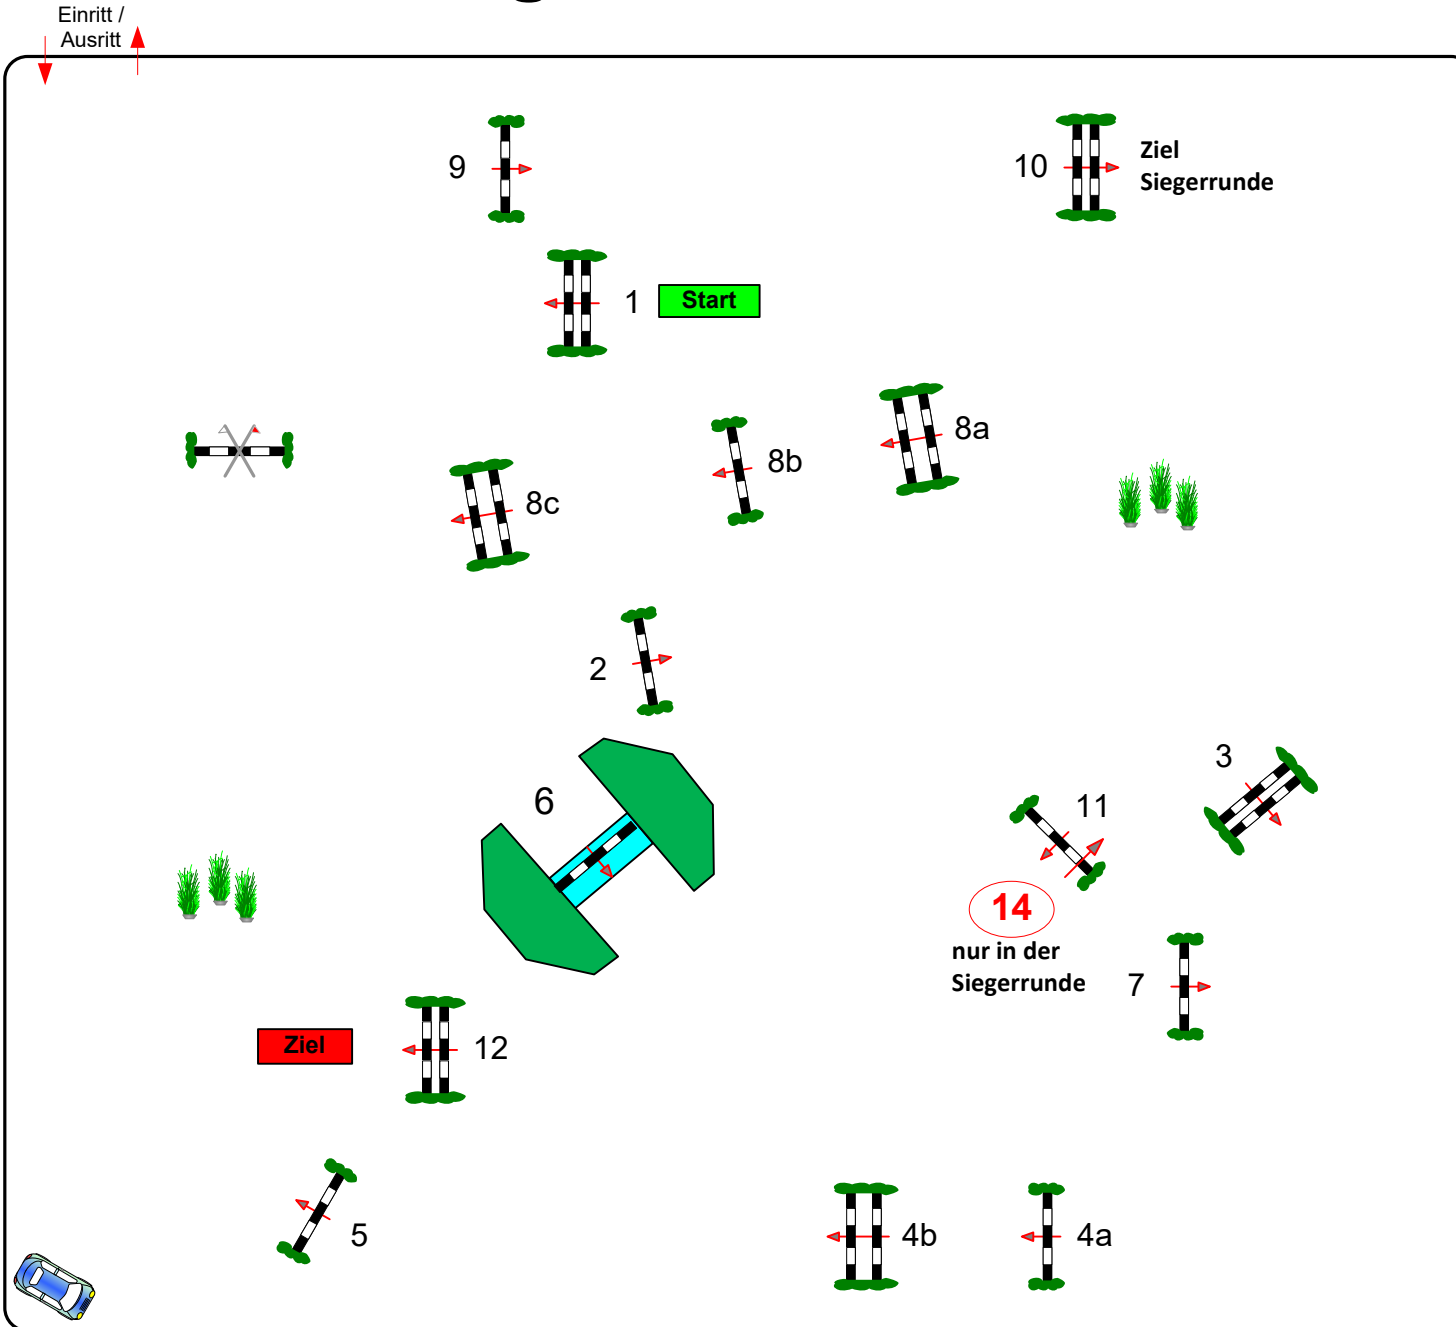 Einritt /
Ausritt
9
10
Ziel
Siegerrunde
1
Start
8a
8b
8c
2
3
6
11
14
nur in der
Siegerrunde
7
Ziel
12
5
4b
4a